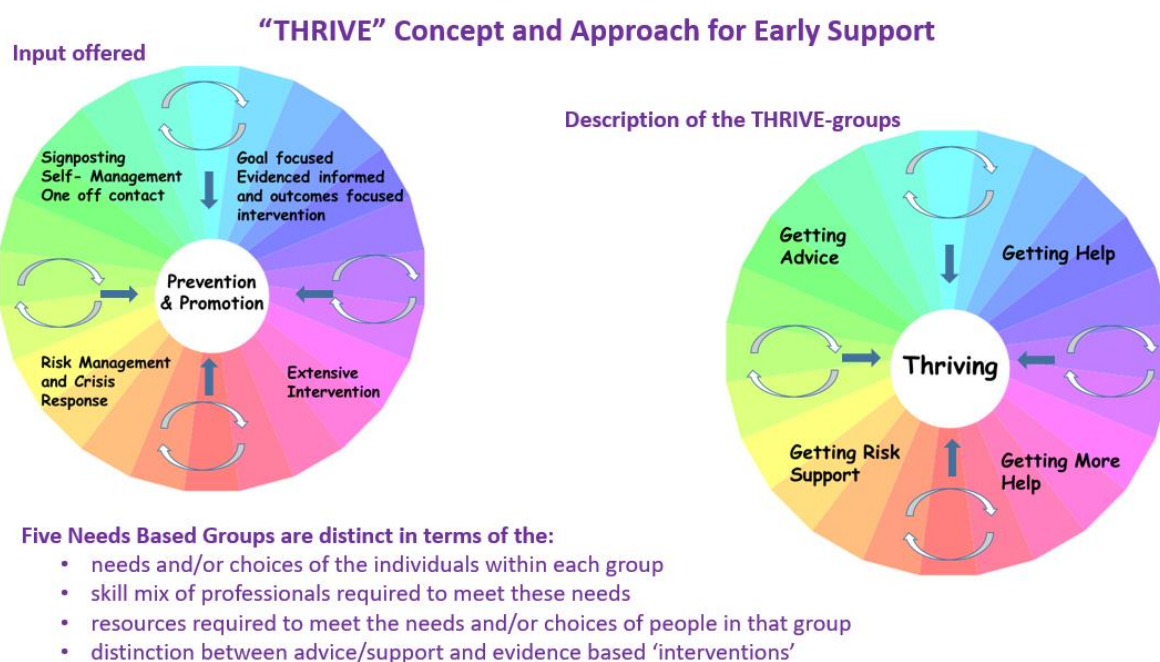 “THRIVE” Concept and Approach for Early Support
Input offered
Signposting
Self- Management
One off contact
Goal focused
Evidenced informed
and outcomes focused
intervention
Prevention
& Promotion
Risk Management
and Crisis
Response
Extensive
Intervention
Description of the THRIVE-groups
Getting
Advice
Getting Help
Thriving
Getting Risk
Support
Getting More
Help
Five Needs Based Groups are distinct in terms of the:
• needs and/or choices of the individuals within each group
• skill mix of professionals required to meet these needs
• resources required to meet the needs and/or choices of people in that group
• distinction between advice/support and evidence based ‘interventions’